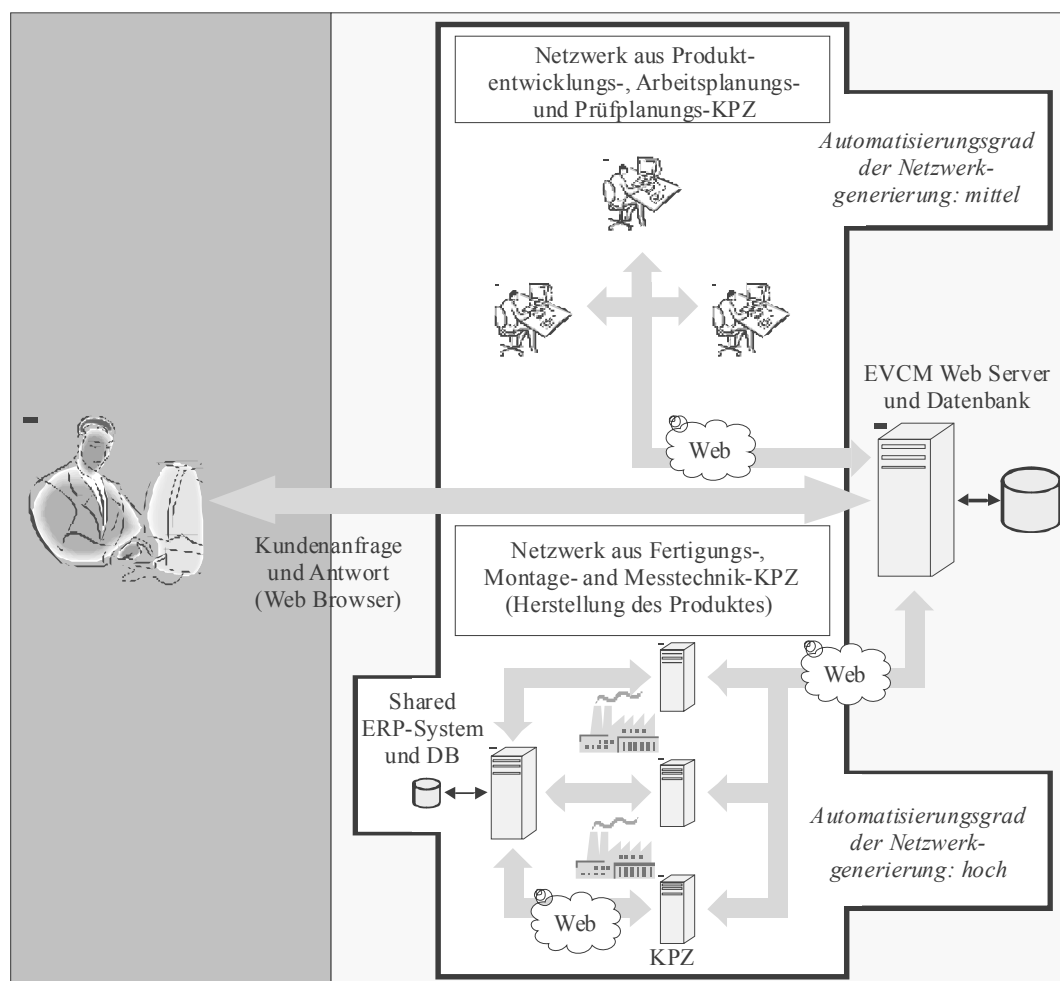 Netzwerk aus Produkt-
entwicklungs-, Arbeitsplanungs-
und Prüfplanungs-KPZ
Automatisierungsgrad
der Netzwerk-
generierung: mittel
EVCM Web Server
und Datenbank
Web
Kundenanfrage
und Antwort
(Web Browser)
Netzwerk aus Fertigungs-,
Montage- and Messtechnik-KPZ
(Herstellung des Produktes)
Web
Shared
ERP-System
und DB
Automatisierungsgrad
der Netzwerk-
generierung: hoch
Web
KPZ